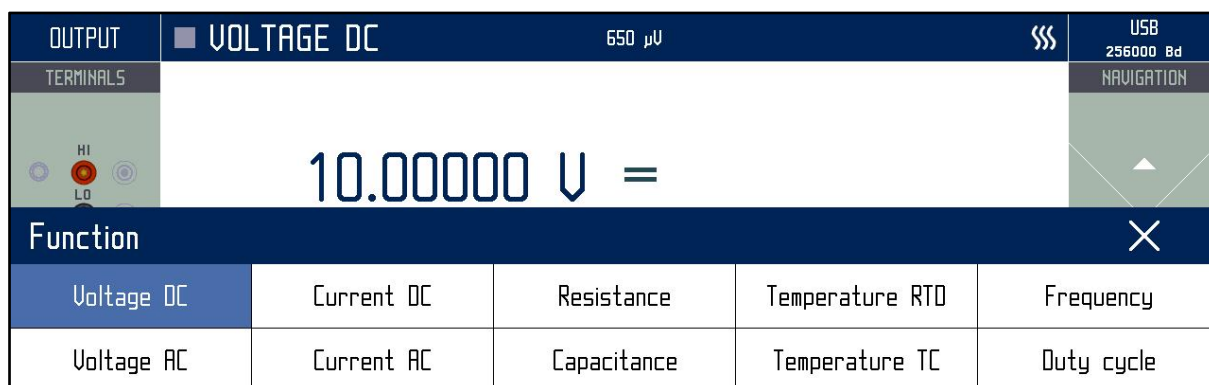 OUTPUT VOLTAGE DC 650 µV USB
256000 Bd
TERMINALS NAVIGATION
HI
10.00000 V =
LO
Function
Voltage DC Current DC Resistance Temperature RTD Frequency
Voltage AC Current AC Capacitance Temperature TC Duty cycle